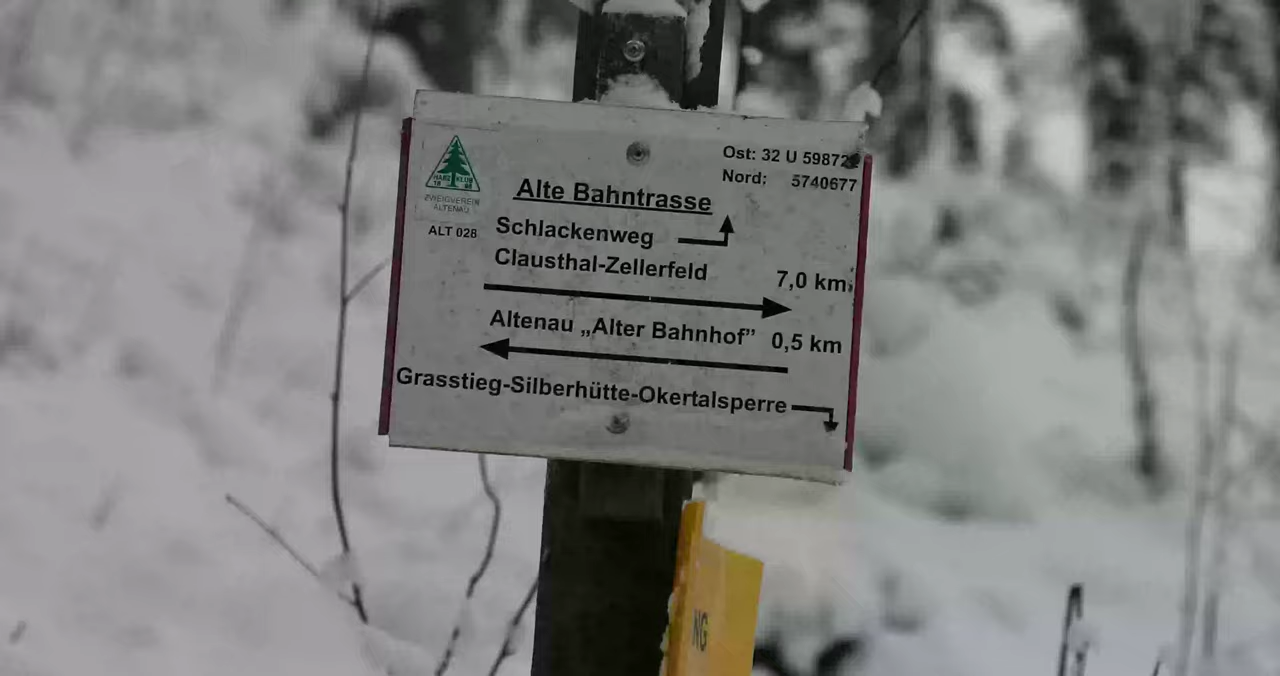 Ost: 32 U 59872
Nord: 5740677
HARZ KLUB
ZWEIGVEREIN
ALTENAU
ALT 028
Alte Bahntrasse
Schlackenweg
Clausthal-Zellerfeld 7,0 km
Altenau „Alter Bahnhof” 0,5 km
Grasstieg-Silberhütte-Okertalsperre
NG